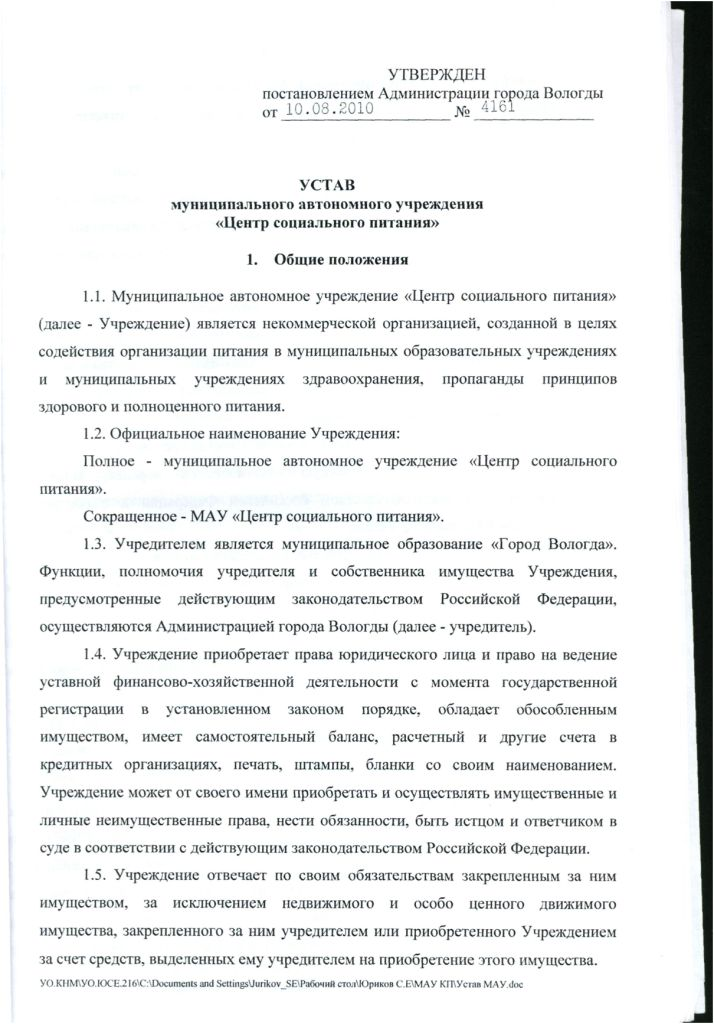 УТВЕРЖДЕН
постановлением Администрации города Вологды
от 10.08.2010 № 4161
УСТАВ
муниципального автономного учреждения
«Центр социального питания»
1. Общие положения
1.1. Муниципальное автономное учреждение «Центр социального питания»
(далее - Учреждение) является некоммерческой организацией, созданной в целях
содействия организации питания в муниципальных образовательных учреждениях
и муниципальных учреждениях здравоохранения, пропаганды принципов
здорового и полноценного питания.
1.2. Официальное наименование Учреждения:
Полное - муниципальное автономное учреждение «Центр социального
питания».
Сокращенное - МАУ «Центр социального питания».
1.3. Учредителем является муниципальное образование «Город Вологда».
Функции, полномочия учредителя и собственника имущества Учреждения,
предусмотренные действующим законодательством Российской Федерации,
осуществляются Администрацией города Вологды (далее - учредитель).
1.4. Учреждение приобретает права юридического лица и право на ведение
уставной финансово-хозяйственной деятельности с момента государственной
регистрации в установленном законом порядке, обладает обособленным
имуществом, имеет самостоятельный баланс, расчетный и другие счета в
кредитных организациях, печать, штампы, бланки со своим наименованием.
Учреждение может от своего имени приобретать и осуществлять имущественные и
личные неимущественные права, нести обязанности, быть истцом и ответчиком в
суде в соответствии с действующим законодательством Российской Федерации.
1.5. Учреждение отвечает по своим обязательствам закрепленным за ним
имуществом, за исключением недвижимого и особо ценного движимого
имущества, закрепленного за ним учредителем или приобретенного Учреждением
за счет средств, выделенных ему учредителем на приобретение этого имущества.
УО.КНМ\УО.ЮСЕ.216\C:\Documents and Settings\Jurikov_SE\Рабочий стол\Юриков С.Е\МАУ КП\Устав МАУ.doc